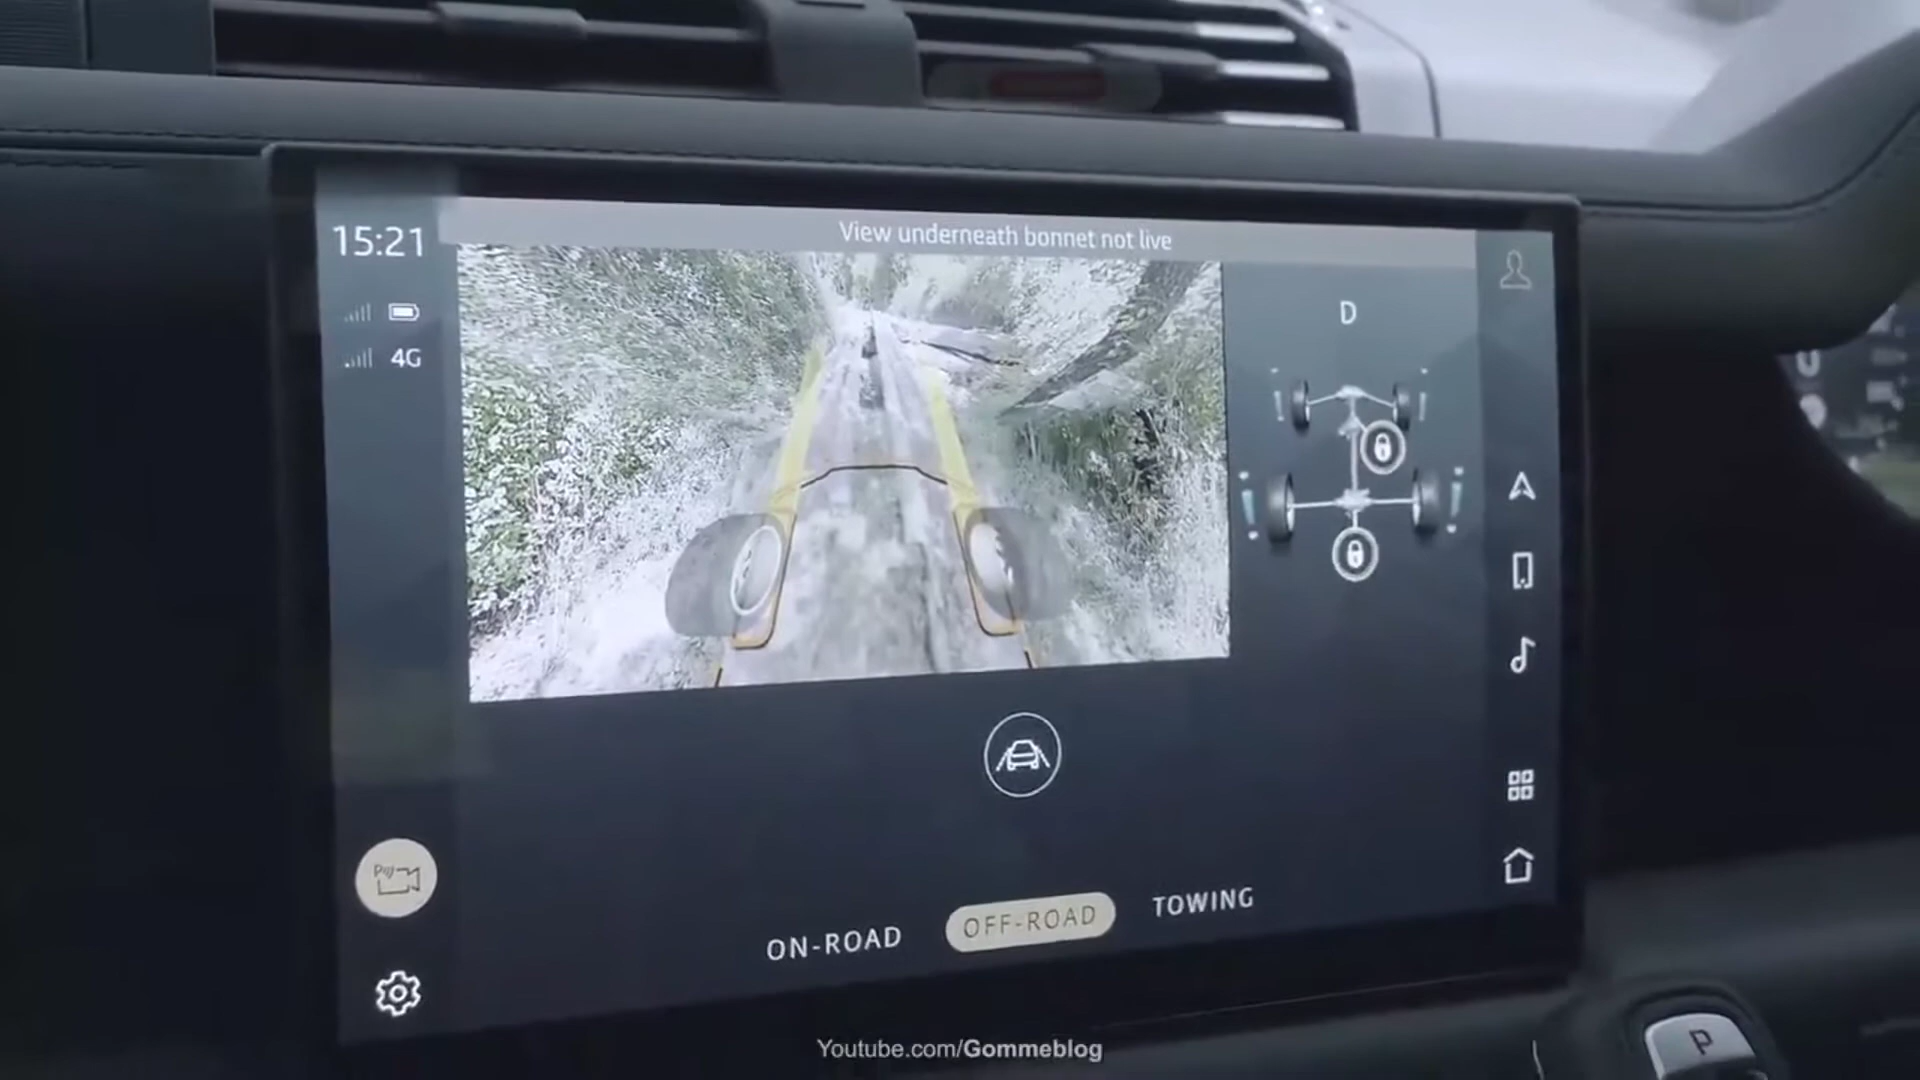 View underneath bonnet not live
15:21
4G
D
P
ON-ROAD
OFF-ROAD
TOWING
P
Youtube.com/Gommeblog